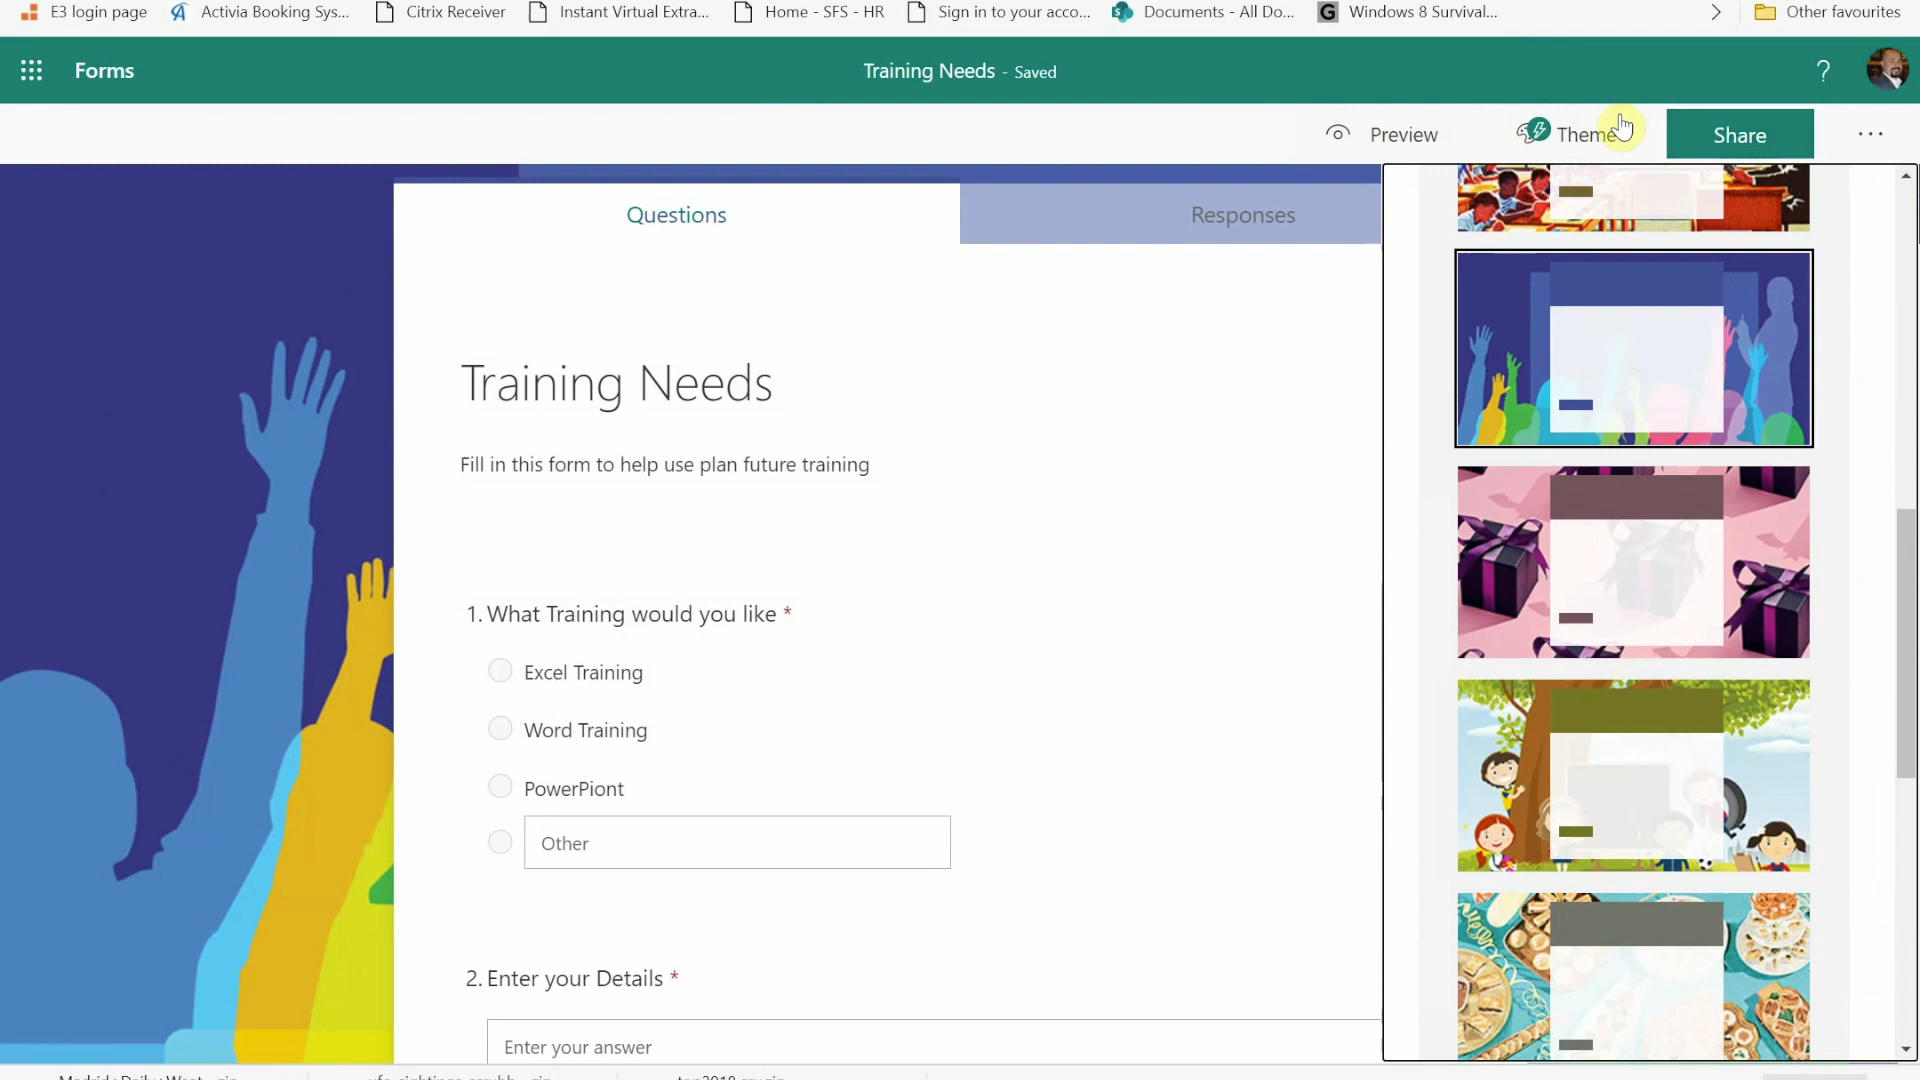 E3 login page
Activia Booking Sys...
Citrix Receiver
Instant Virtual Extra...
Home - SFS - HR
Sign in to your acco...
Documents - All Do...
G
Windows 8 Survival...
Other favourites
Forms
Training Needs - Saved
?
Preview
Theme
Share
Questions
Responses
Training Needs
Fill in this form to help use plan future training
1. What Training would you like *
Excel Training
Word Training
PowerPiont
Other
2. Enter your Details *
Enter your answer